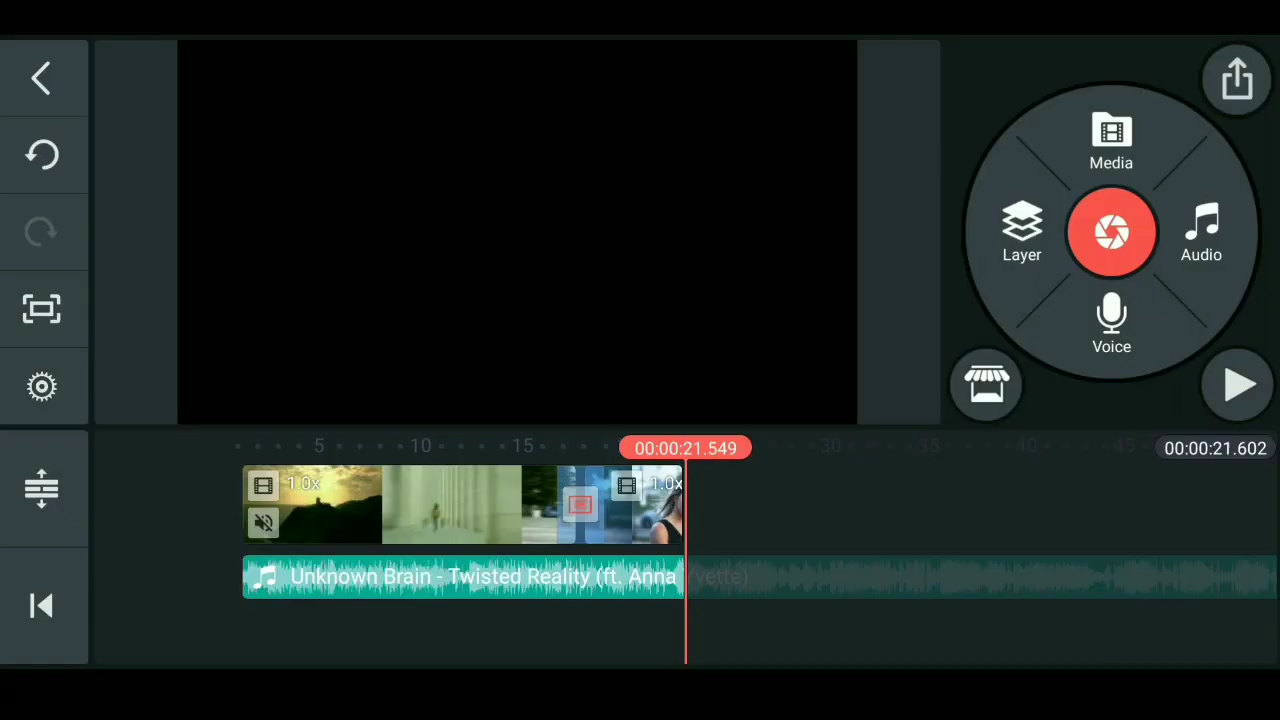 Media
Layer
Audio
Voice
5
10
15
00:00:21.549
30
35
40
45
00:00:21.602
1.0x
1.0x
Unknown Brain - Twisted Reality (ft. Anna Yvette)